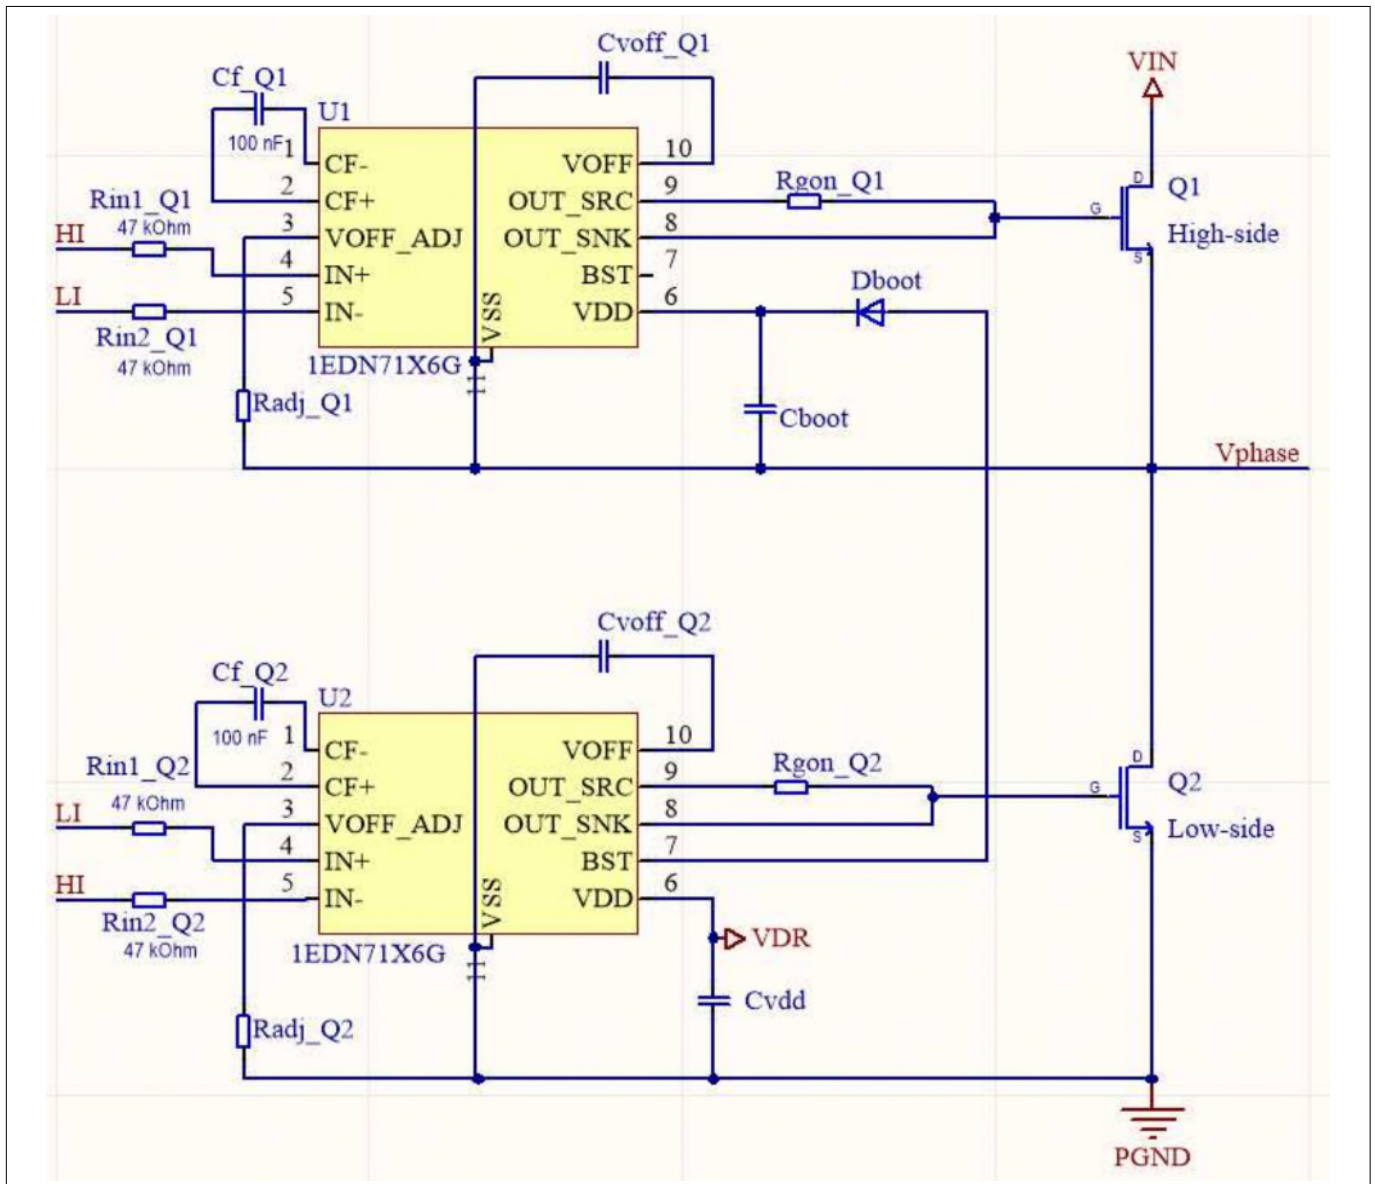 Cvoff_Q1
VIN
Cf_Q1
U1
100 nF
1
CF-
VOFF
10
2
CF+
OUT_SRC
9
Rgon_Q1
D
Q1
Rin1_Q1
47 kOhm
3
VOFF_ADJ
OUT_SNK
8
G
High-side
HI
4
IN+
BST
7
S
LI
5
IN-
VDD
6
Dboot
Rin2_Q1
47 kOhm
VSS
1EDN71X6G
11
Radj_Q1
Cboot
Vphase
Cvoff_Q2
Cf_Q2
U2
100 nF
1
CF-
VOFF
10
Rin1_Q2
47 kOhm
2
CF+
OUT_SRC
9
Rgon_Q2
D
Q2
G
LI
3
VOFF_ADJ
OUT_SNK
8
S
Low-side
4
IN+
BST
7
HI
5
IN-
VDD
6
Rin2_Q2
47 kOhm
VSS
1EDN71X6G
11
VDR
Cvdd
Radj_Q2
PGND